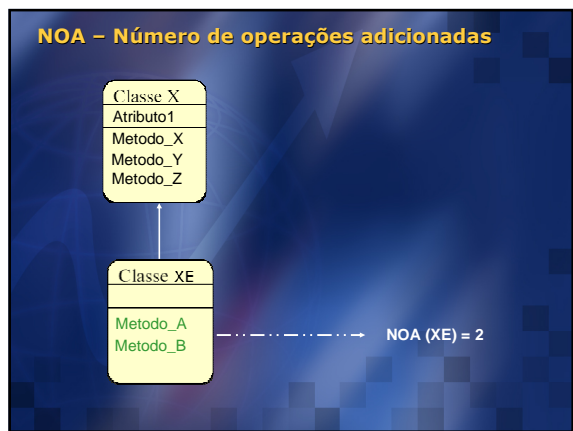 NOA – Número de operações adicionadas
Classe X
Atributo1
Metodo_X
Metodo_Y
Metodo_Z
Classe XE
Metodo_A
Metodo_B
NOA (XE) = 2